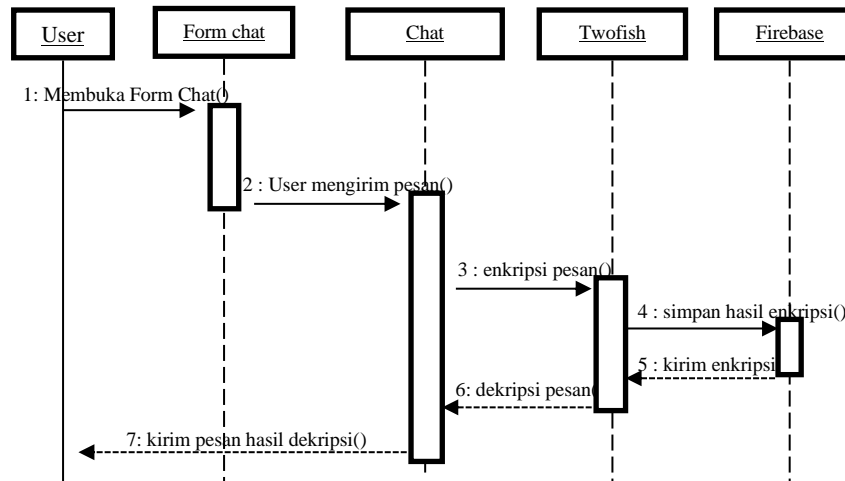 User
Form chat
Chat
Twofish
Firebase
1: Membuka Form Chat()
2 : User mengirim pesan()
3 : enkripsi pesan()
4 : simpan hasil enkripsi()
5 : kirim enkripsi
6: dekripsi pesan(
7: kirim pesan hasil dekripsi()